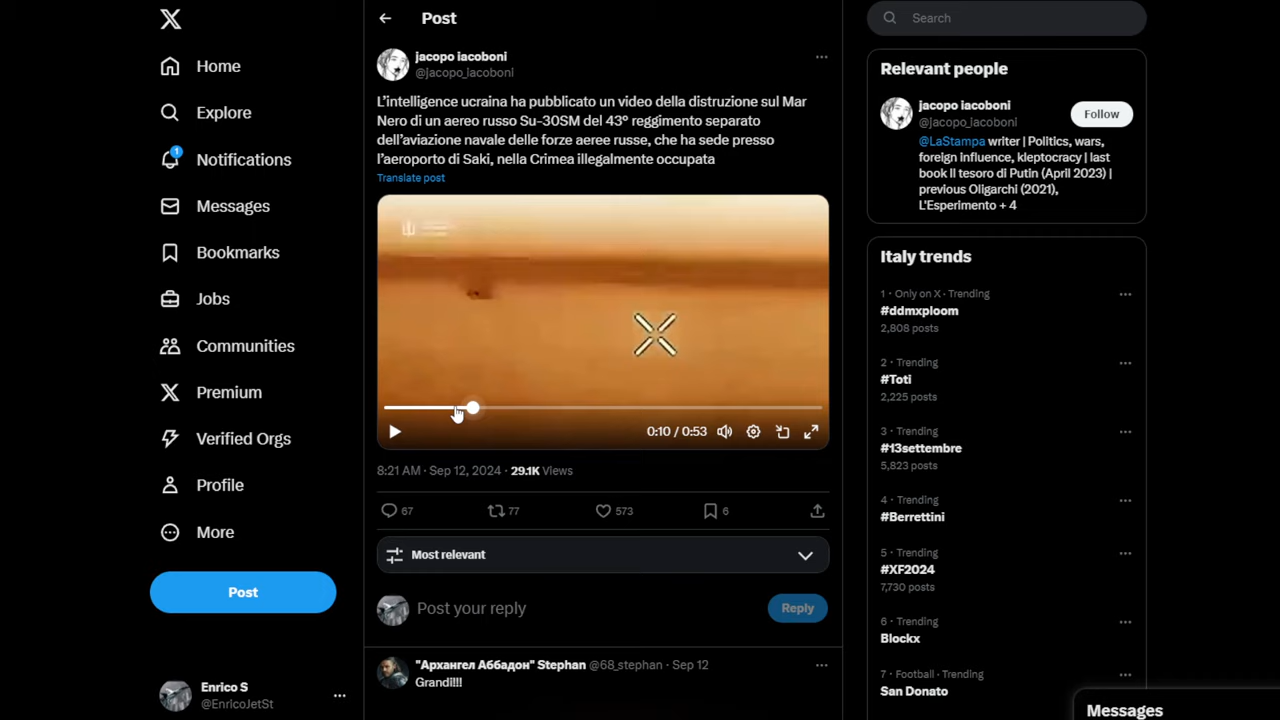 Home
Explore
1
Notifications
Messages
Bookmarks
Jobs
Communities
Premium
Verified Orgs
Profile
More
Post
Enrico S
@EnricoJetSt
Post
jacopo iacoboni
@jacopo_iacoboni
L'intelligence ucraina ha pubblicato un video della distruzione sul Mar
Nero di un aereo russo Su-30SM del 43° reggimento separato
dell'aviazione navale delle forze aeree russe, che ha sede presso
l'aeroporto di Saki, nella Crimea illegalmente occupata
Translate post
0:10 / 0:53
8:21 AM · Sep 12, 2024 · 29.1K Views
67
77
573
6
Most relevant
Post your reply
Reply
"Архангел Аббадон" Stephan @68_stephan · Sep 12
Grandi!!!!
Search
Relevant people
jacopo iacoboni
@jacopo_iacoboni
Follow
@LaStampa writer | Politics, wars,
foreign influence, kleptocracy | last
book Il tesoro di Putin (April 2023) |
previous Oligarchi (2021),
L'Esperimento + 4
Italy trends
1 · Only on X · Trending
#ddmxploom
2,808 posts
2 · Trending
#Toti
2,225 posts
3 · Trending
#13settembre
5,823 posts
4 · Trending
#Berrettini
5 · Trending
#XF2024
7,730 posts
6 · Trending
Blockx
7 · Football · Trending
San Donato
Messages